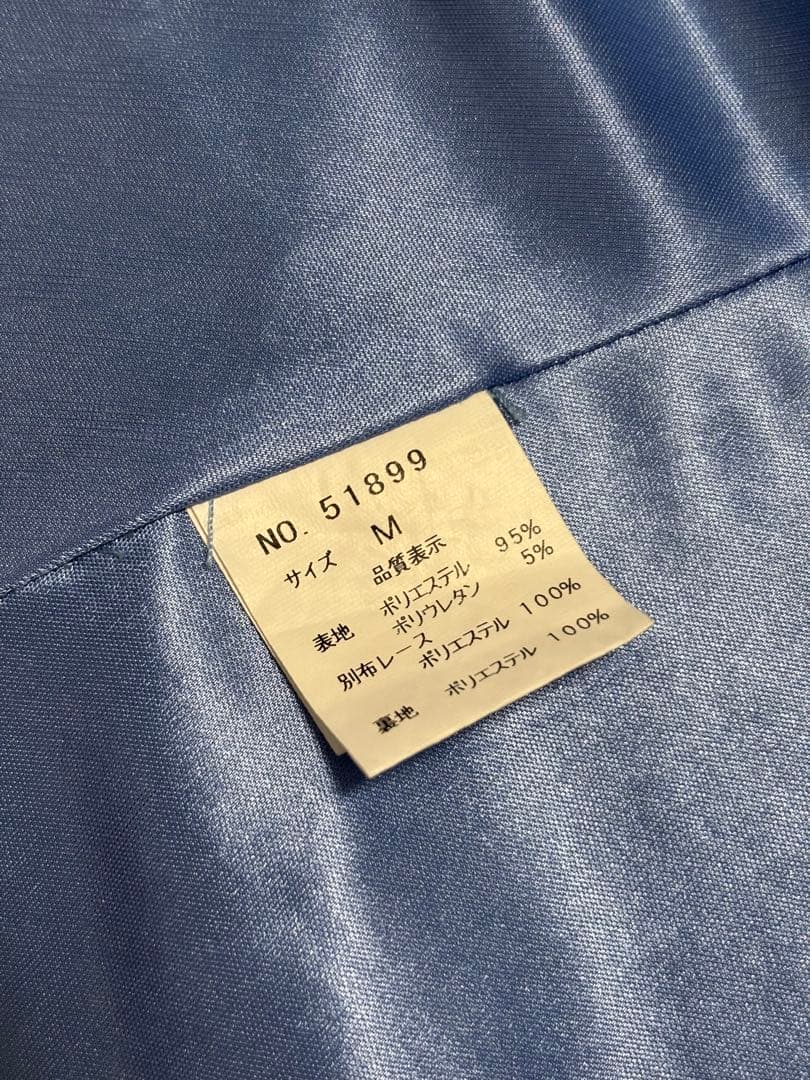 NO. 51899
サイズ M
品質表示
表地 ポリエステル 95%
ポリウレタン 5%
別布レース
ポリエステル 100%
裏地 ポリエステル 100%